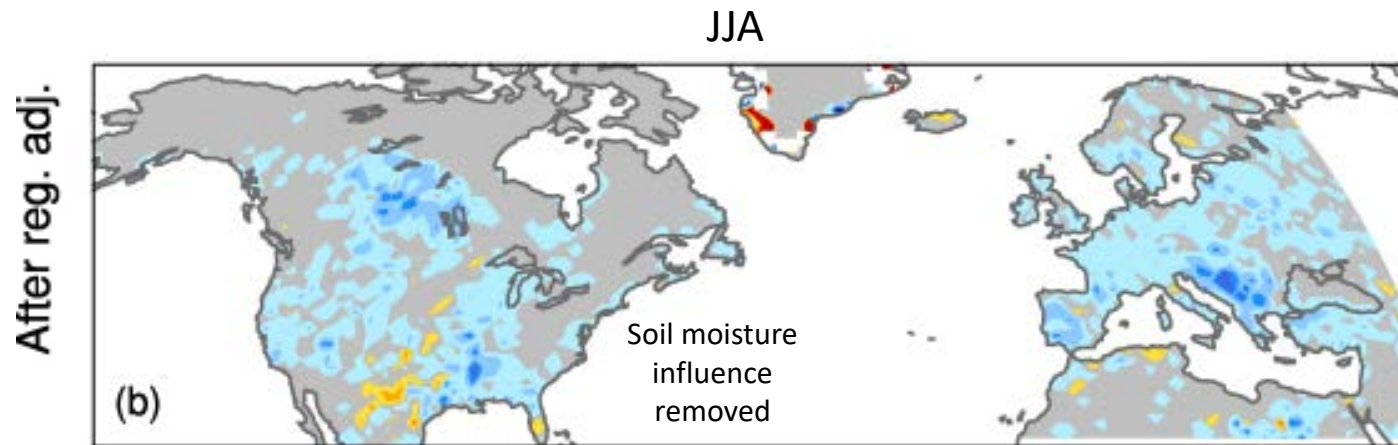 JJA
After reg. adj.
Soil moisture
influence
removed
(b)